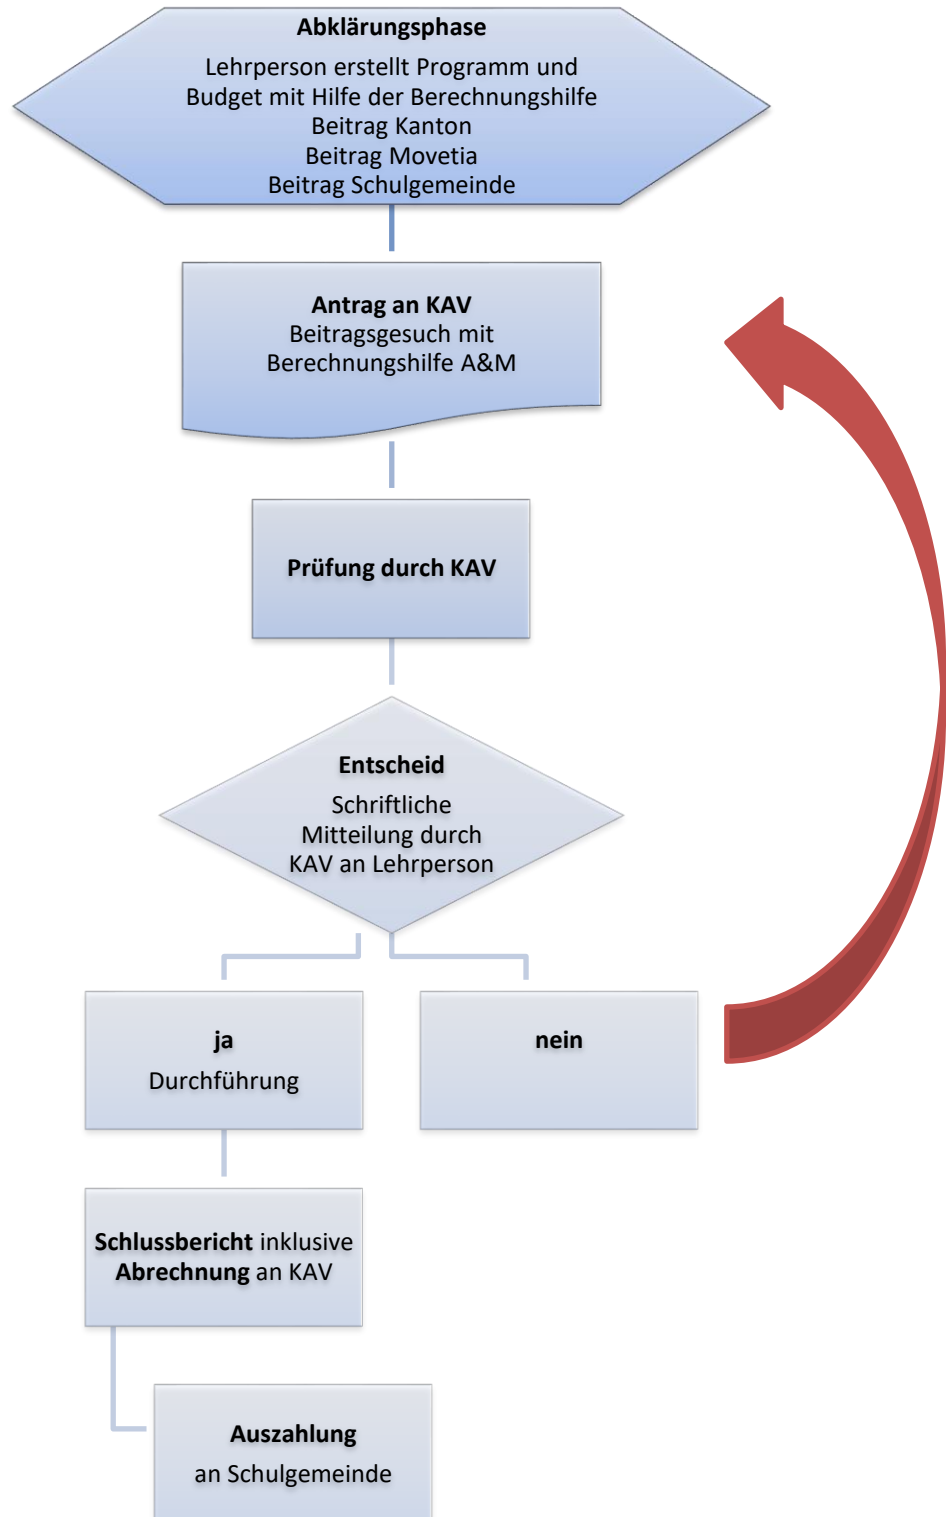 Abklärungsphase
Lehrperson erstellt Programm und
Budget mit Hilfe der Berechnungshilfe
Beitrag Kanton
Beitrag Movetia
Beitrag Schulgemeinde
Antrag an KAV
Beitragsgesuch mit
Berechnungshilfe A&M
Prüfung durch KAV
Entscheid
Schriftliche
Mitteilung durch
KAV an Lehrperson
ja
Durchführung
nein
Schlussbericht inklusive
Abrechnung an KAV
Auszahlung
an Schulgemeinde